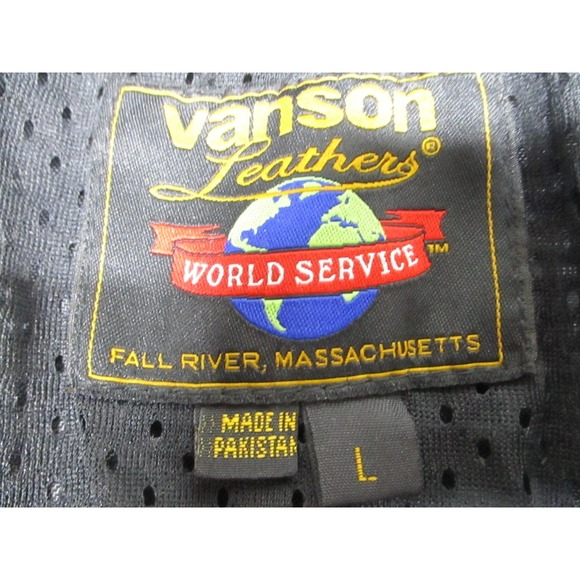 vanson
Leathers®
WORLD SERVICE™
FALL RIVER, MASSACHUSETTS
MADE IN
PAKISTAN
L